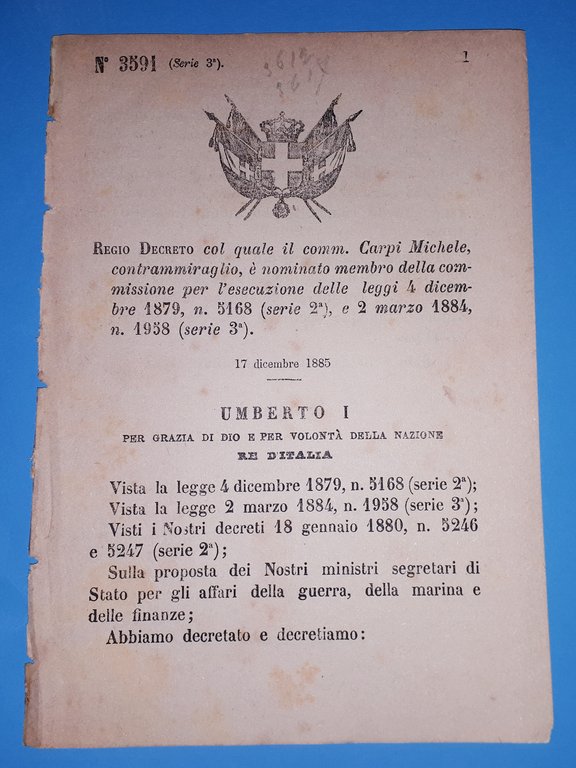 N° 3591 (Serie 3ª).
1
REGIO DECRETO col quale il comm. Carpi Michele,
contrammiraglio, è nominato membro della com-
missione per l'esecuzione delle leggi 4 dicem-
bre 1879, n. 5168 (serie 2ª), e 2 marzo 1884,
n. 1958 (serie 3ª).
17 dicembre 1885
UMBERTO I
PER GRAZIA DI DIO E PER VOLONTÀ DELLA NAZIONE
RE D'ITALIA
Vista la legge 4 dicembre 1879, n. 5168 (serie 2ª);
Vista la legge 2 marzo 1884, n. 1958 (serie 3ª);
Visti i Nostri decreti 18 gennaio 1880, n. 5246
e 5247 (serie 2ª);
Sulla proposta dei Nostri ministri segretari di
Stato per gli affari della guerra, della marina e
delle finanze;
Abbiamo decretato e decretiamo: